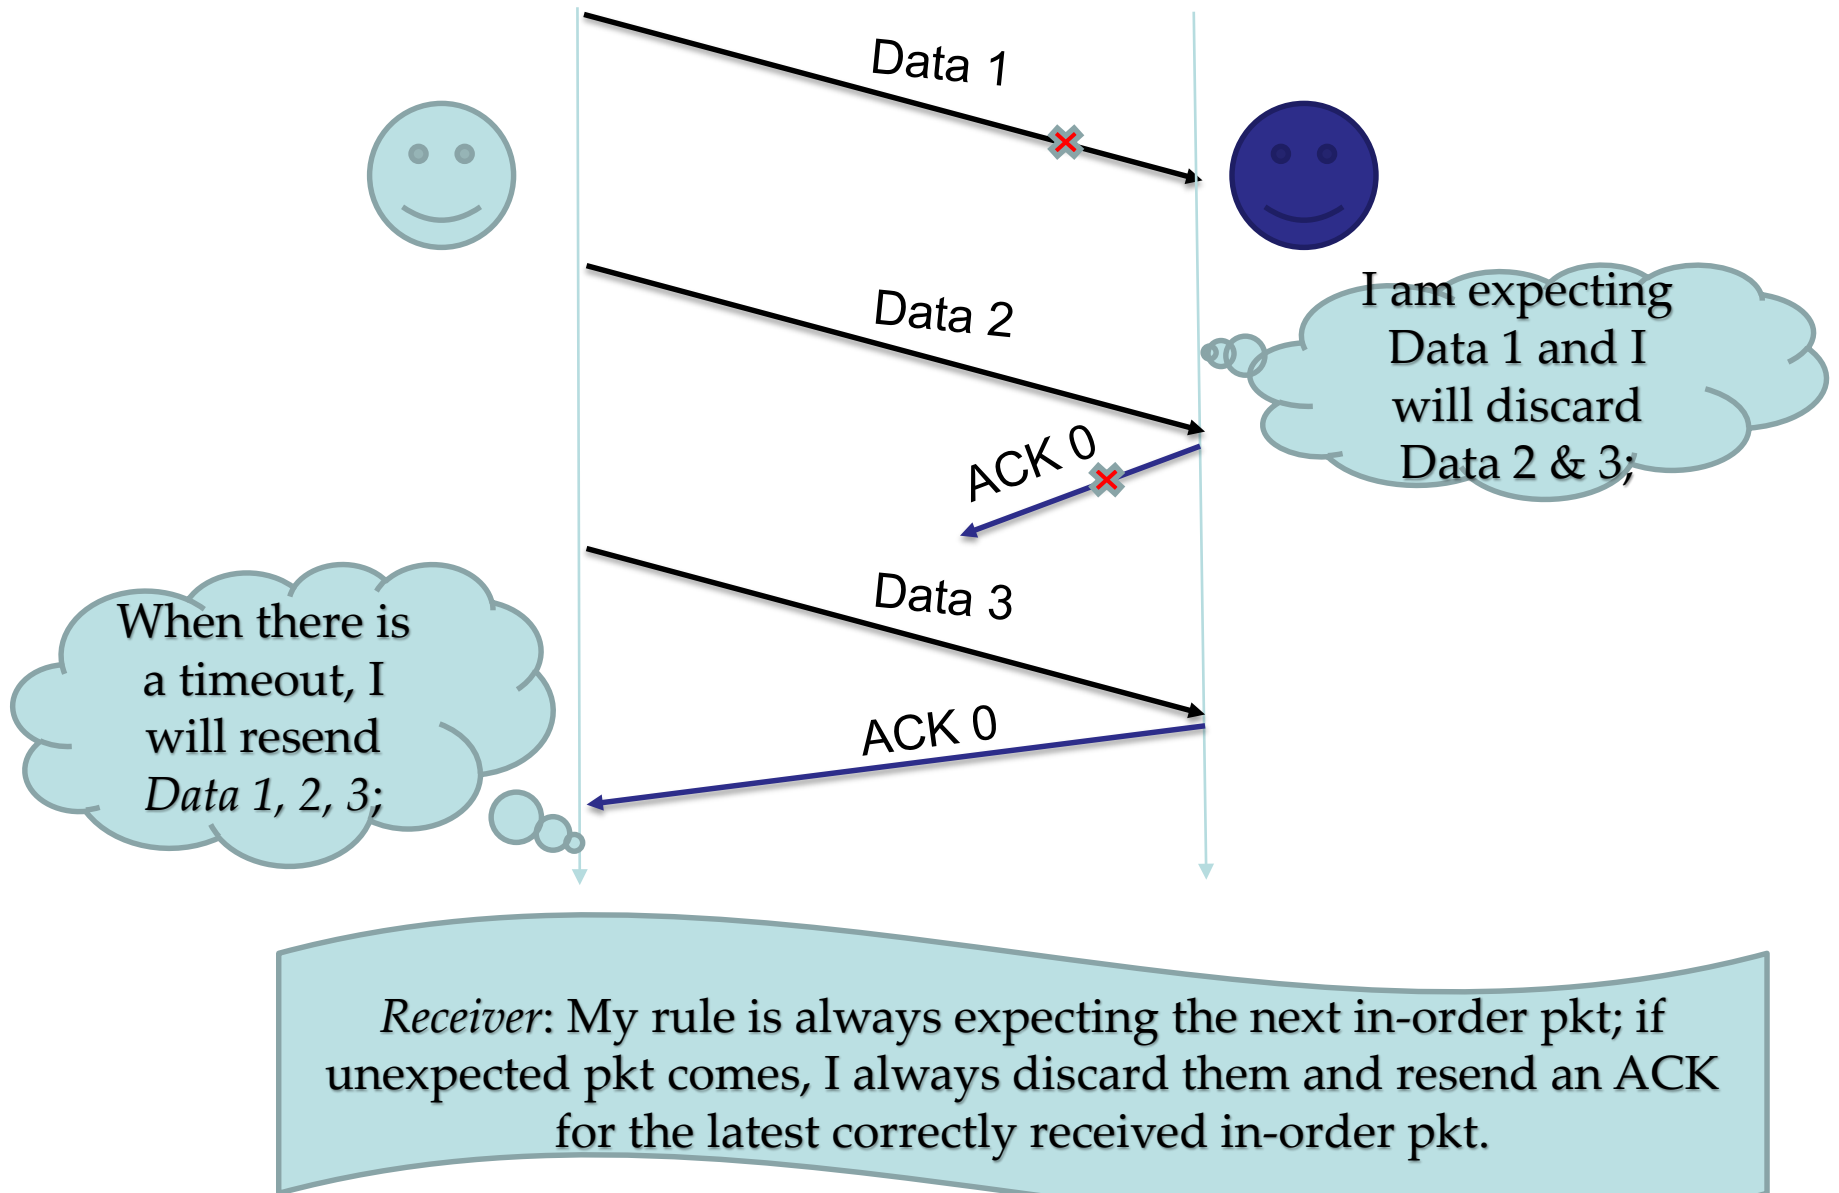 Data 1
Data 2
I am expecting
Data 1 and I
will discard
Data 2 & 3;
ACK 0
Data 3
When there is
a timeout, I
will resend
Data 1, 2, 3;
ACK 0
Receiver: My rule is always expecting the next in-order pkt; if
unexpected pkt comes, I always discard them and resend an ACK
for the latest correctly received in-order pkt.